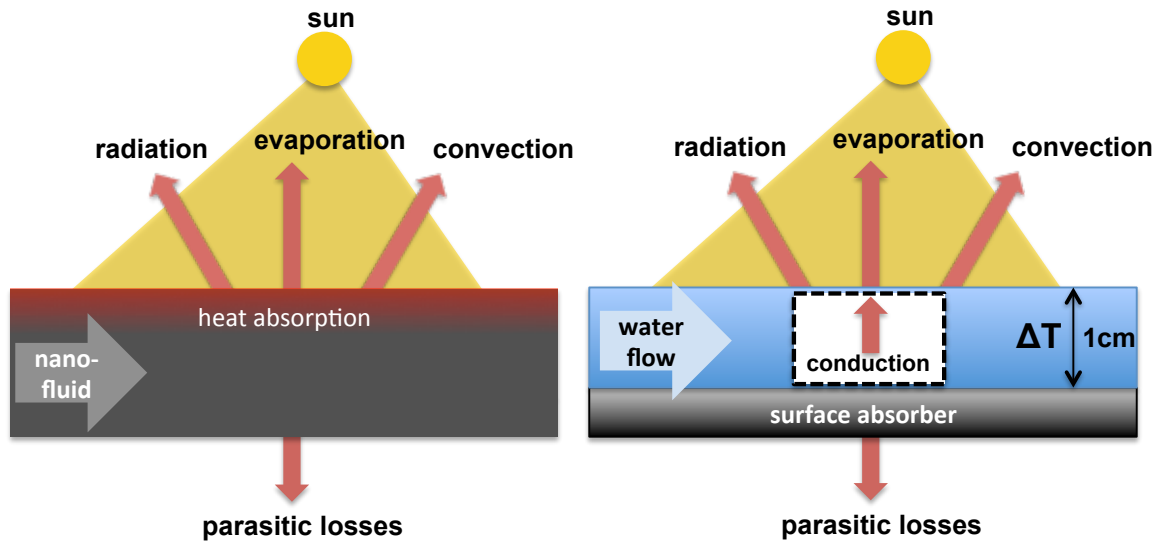 sun
radiation
evaporation
convection
heat absorption
nano-
fluid
parasitic losses
sun
radiation
evaporation
convection
water
flow
conduction
ΔT
1cm
surface absorber
parasitic losses